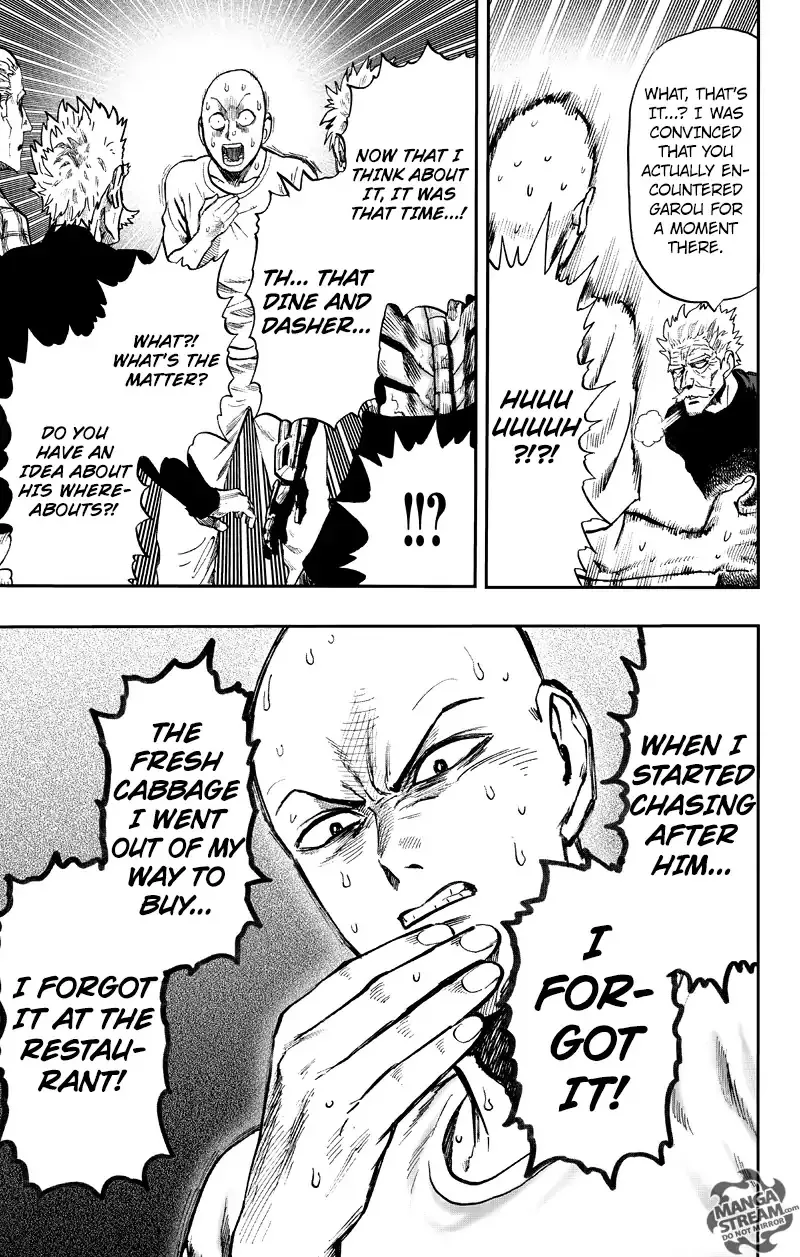 WHAT, THAT'S
IT...? I WAS
CONVINCED
THAT YOU
ACTUALLY EN-
COUNTERED
GAROU FOR
A MOMENT
THERE.
HUUU
UUUUH
?!?!
NOW THAT I
THINK ABOUT
IT, IT WAS
THAT TIME...!
TH... THAT
DINE AND
DASHER...
WHAT?!
WHAT'S THE
MATTER?
DO YOU
HAVE AN
IDEA ABOUT
HIS WHERE-
ABOUTS?!
!!?
WHEN I
STARTED
CHASING
AFTER
HIM...
I
FOR-
GOT
IT!
THE
FRESH
CABBAGE
I WENT
OUT OF MY
WAY TO
BUY...
I FORGOT
IT AT THE
RESTAU-
RANT!
MANGA
STREAM.com
DO NOT MIRROR